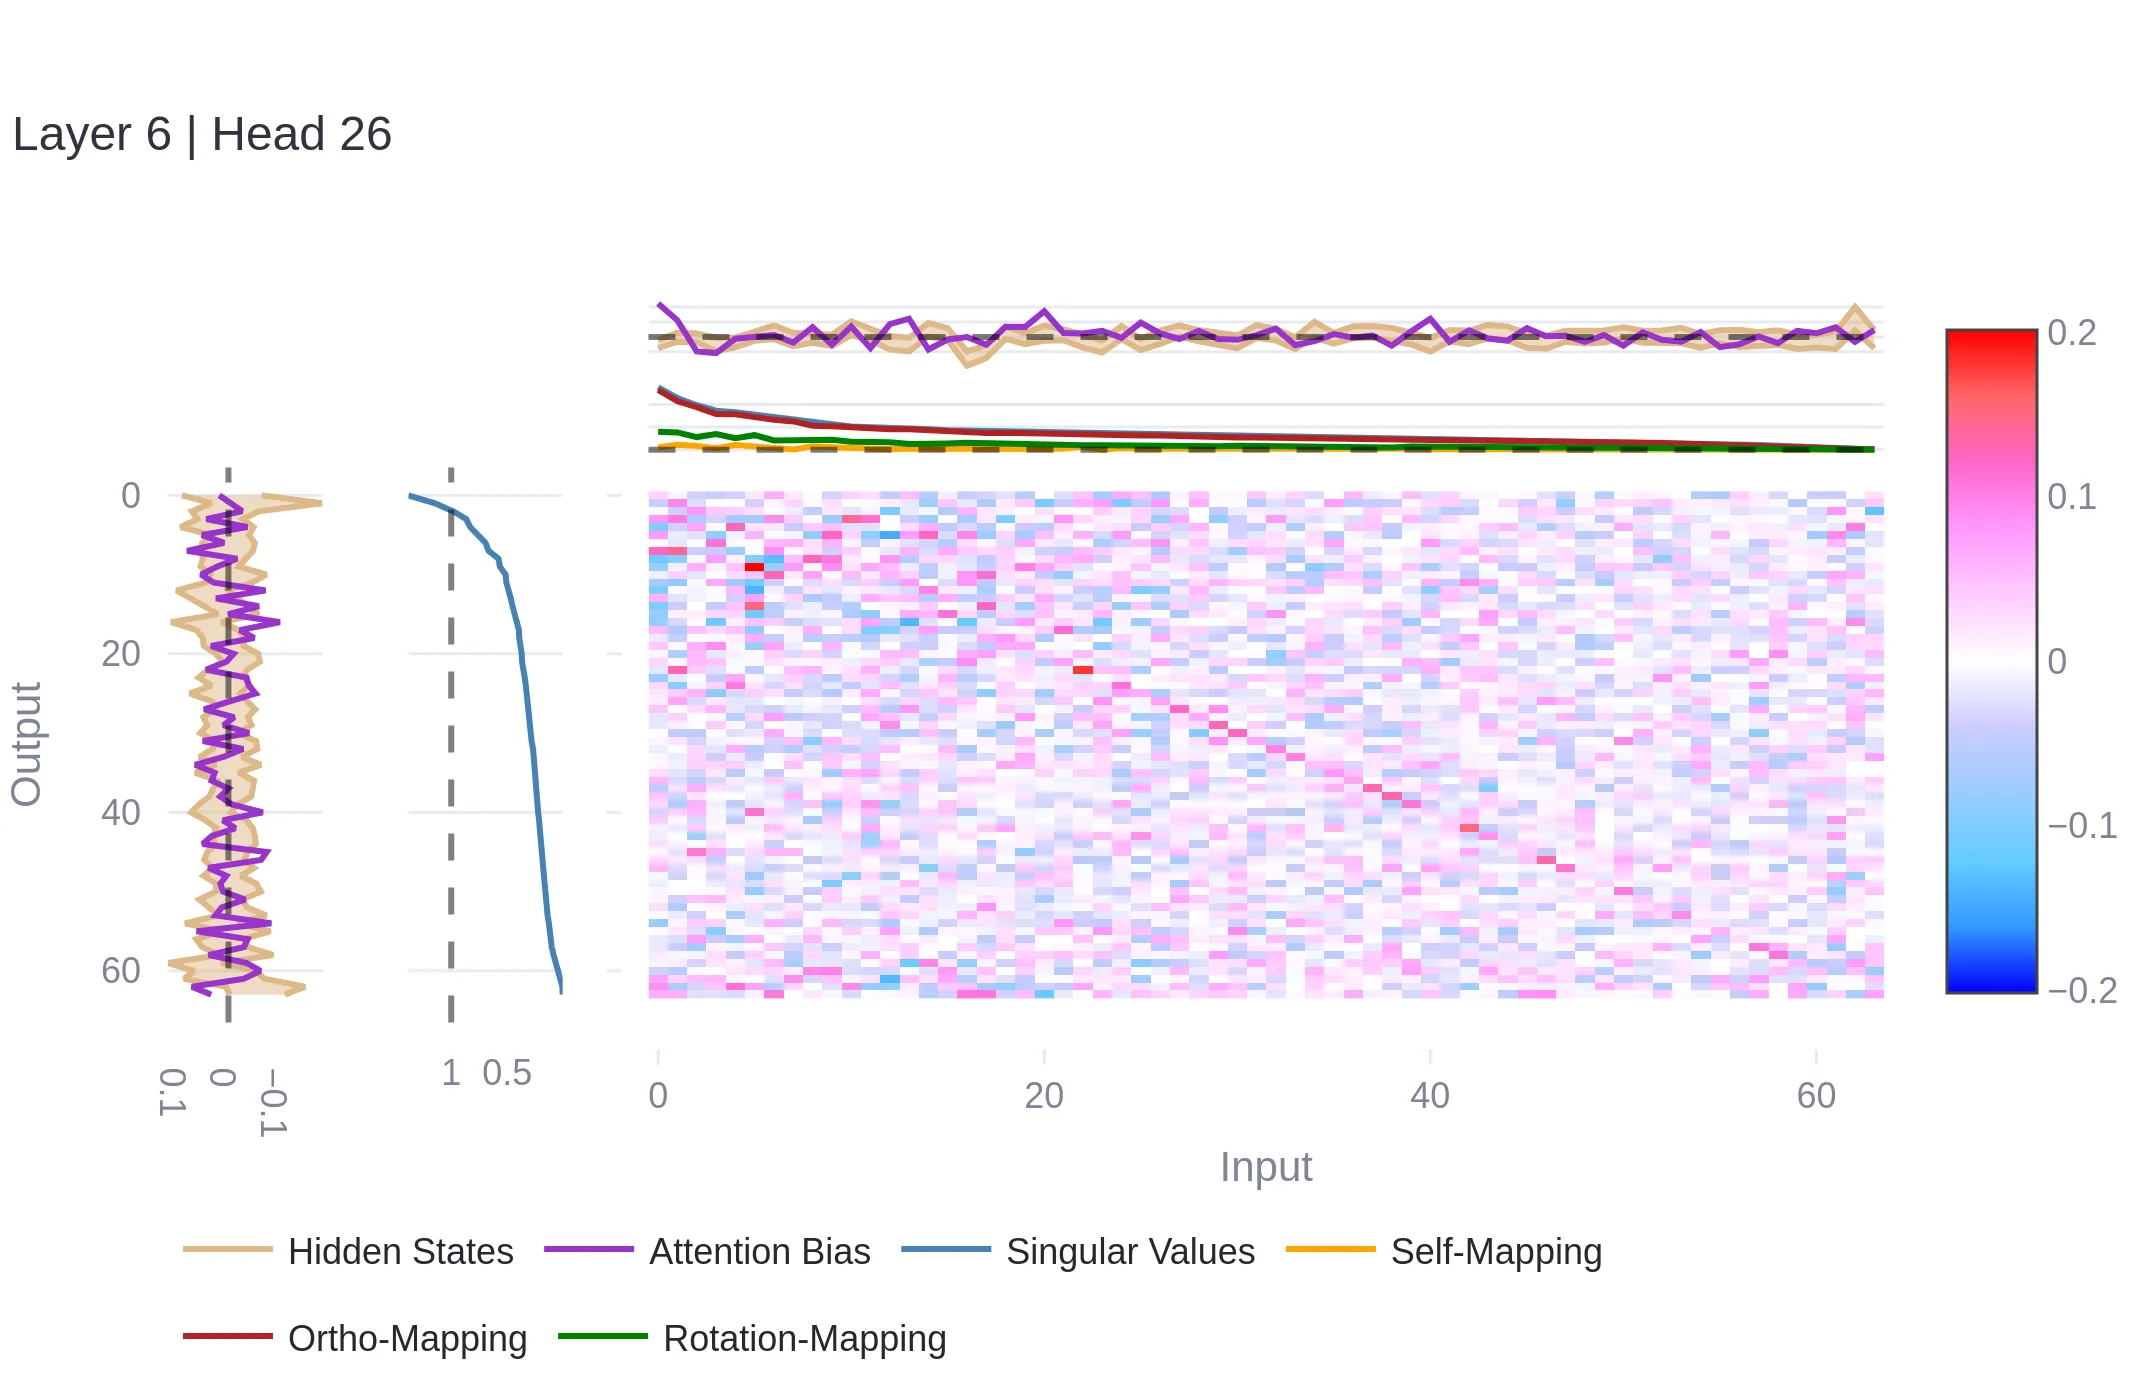 Layer 6 | Head 26
0.2
0.1
0
−0.1
−0.2
0
20
40
60
Output
0.1 0 −0.1
1 0.5
0 20 40 60
Input
Hidden States Attention Bias Singular Values Self-Mapping
Ortho-Mapping Rotation-Mapping